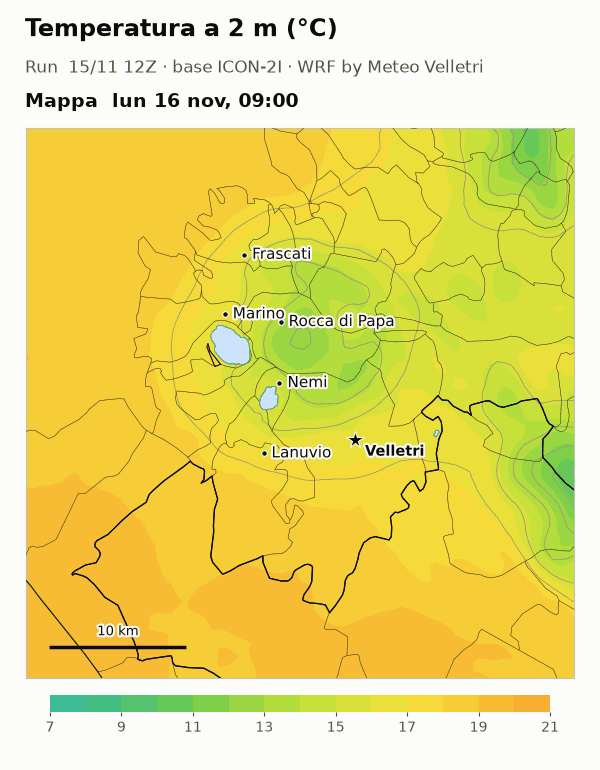 Temperatura a 2 m (°C)
Run  15/11 12Z · base ICON-2I · WRF by Meteo Velletri
Mappa  lun 16 nov, 09:00
Frascati
Marino
Rocca di Papa
Nemi
Velletri
Lanuvio
10 km
7 9 11 13 15 17 19 21